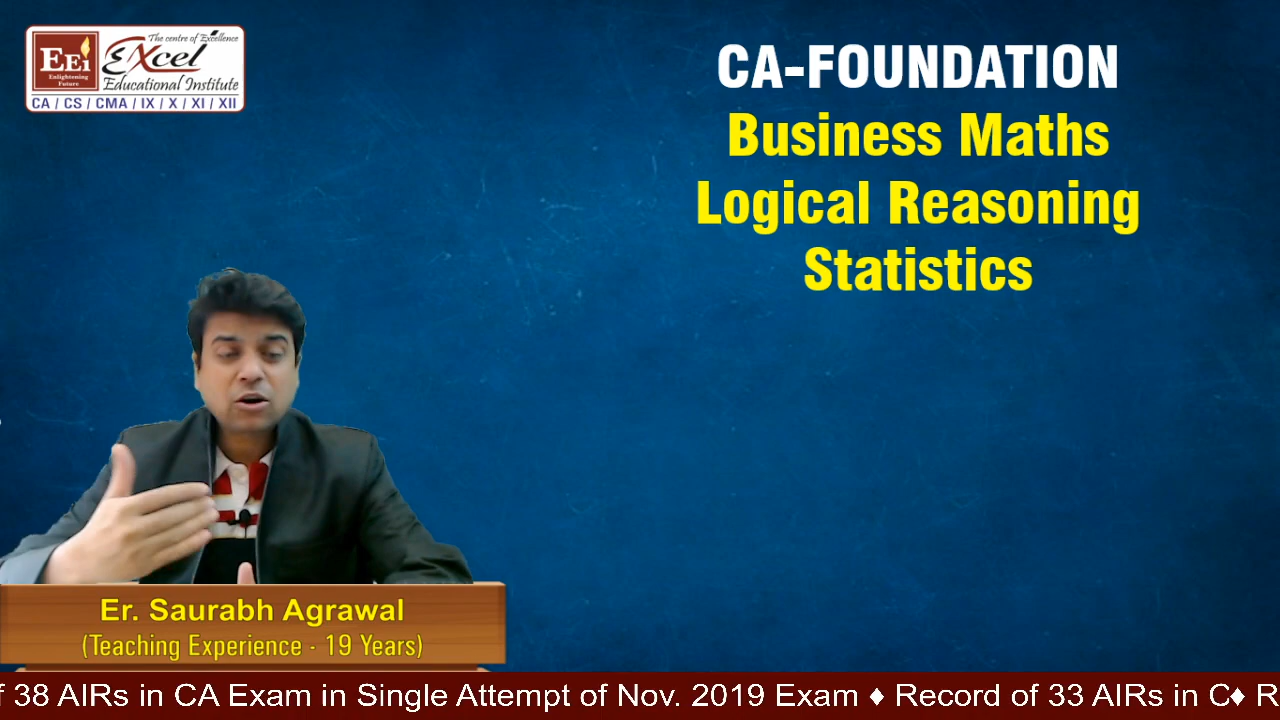 The centre of Excellence
EEi
Excel
Enlightening
Future
Educational Institute
CA / CS / CMA / IX / X / XI / XII
CA-FOUNDATION
Business Maths
Logical Reasoning
Statistics
Er. Saurabh Agrawal
(Teaching Experience - 19 Years)
f 38 AIRs in CA Exam in Single Attempt of Nov. 2019 Exam ♦ Record of 33 AIRs in C♦ R